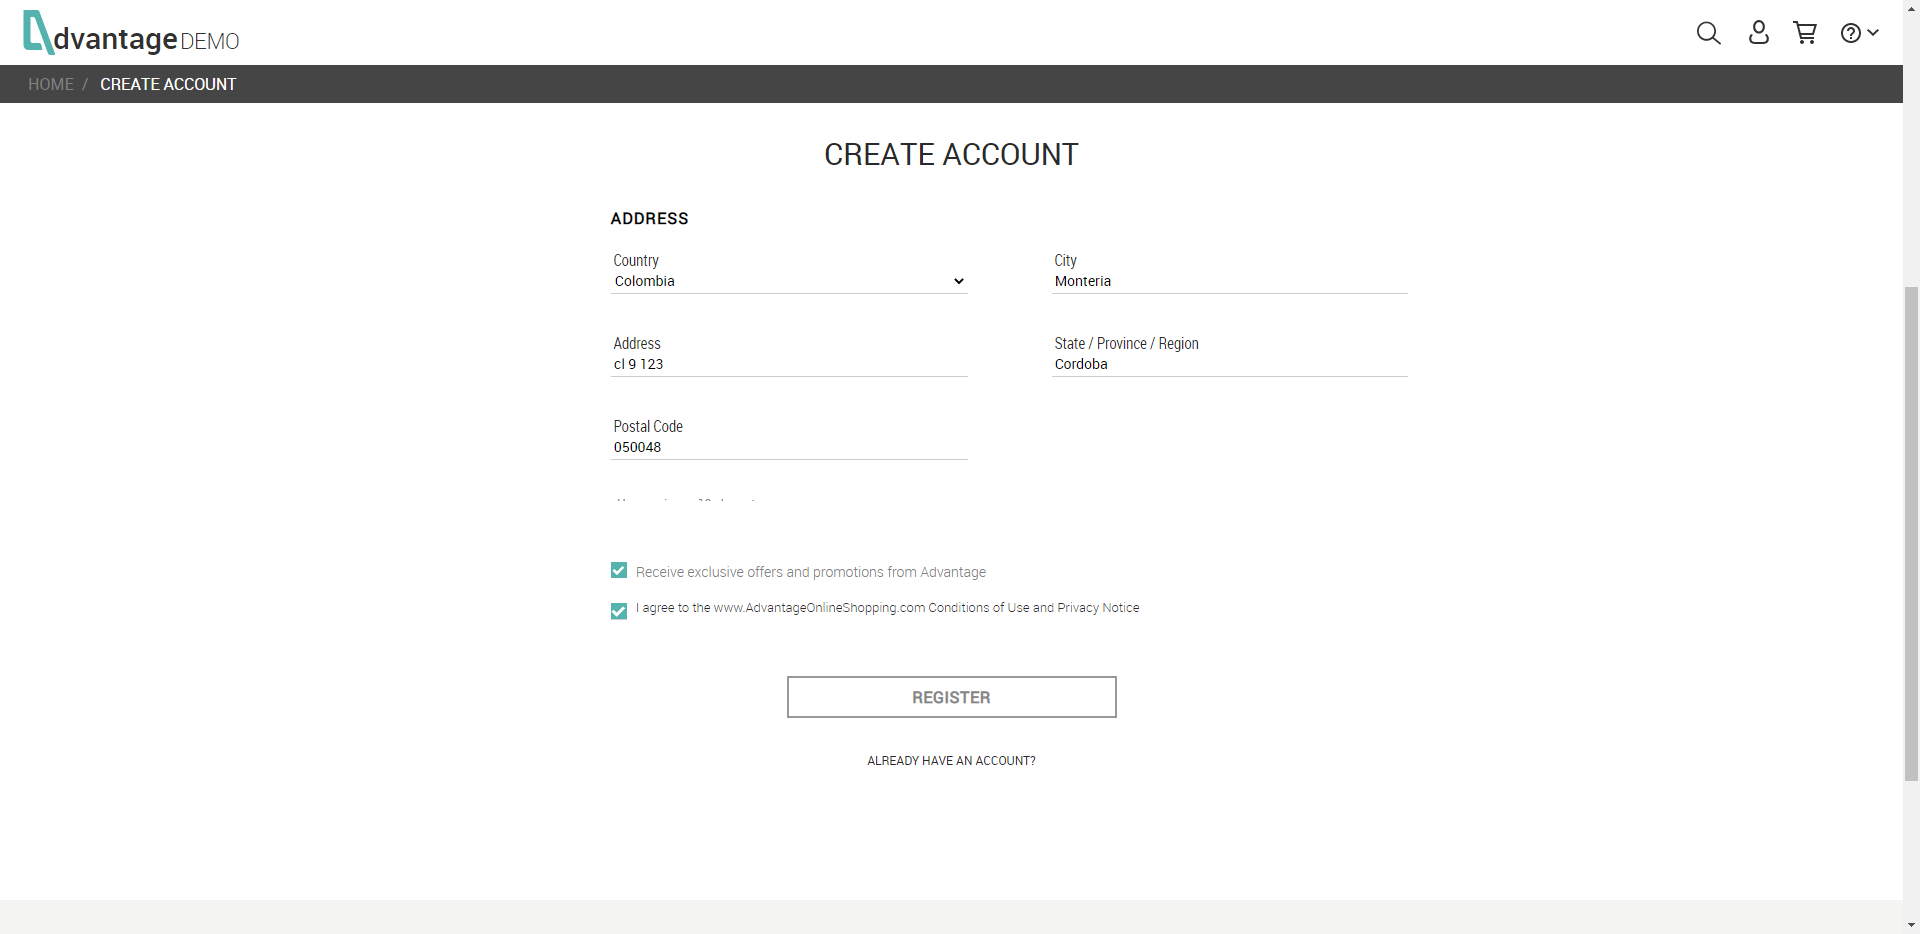 dvantage DEMO
HOME / CREATE ACCOUNT
CREATE ACCOUNT
ADDRESS
Country
Colombia
City
Monteria
Address
cl 9 123
State / Province / Region
Cordoba
Postal Code
050048
Receive exclusive offers and promotions from Advantage
I agree to the www.AdvantageOnlineShopping.com Conditions of Use and Privacy Notice
REGISTER
ALREADY HAVE AN ACCOUNT?